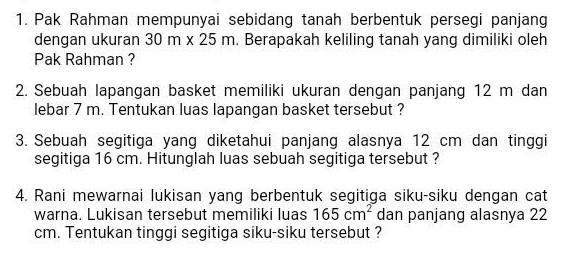 1. Pak Rahman mempunyai sebidang tanah berbentuk persegi panjang
dengan ukuran 30 m x 25 m. Berapakah keliling tanah yang dimiliki oleh
Pak Rahman ?
2. Sebuah lapangan basket memiliki ukuran dengan panjang 12 m dan
lebar 7 m. Tentukan luas lapangan basket tersebut ?
3. Sebuah segitiga yang diketahui panjang alasnya 12 cm dan tinggi
segitiga 16 cm. Hitunglah luas sebuah segitiga tersebut ?
4. Rani mewarnai lukisan yang berbentuk segitiga siku-siku dengan cat
warna. Lukisan tersebut memiliki luas 165 cm² dan panjang alasnya 22
cm. Tentukan tinggi segitiga siku-siku tersebut ?